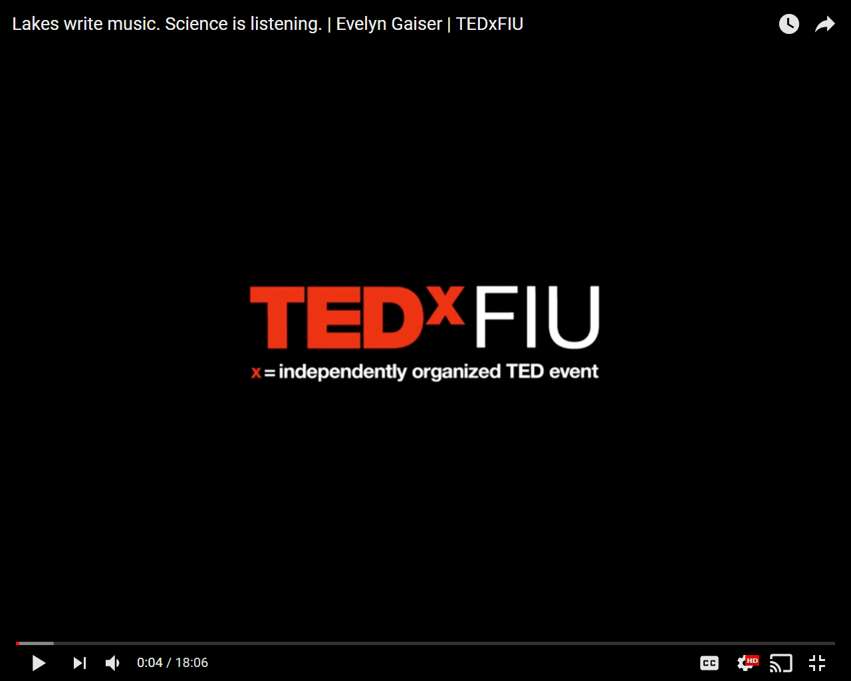 Lakes write music. Science is listening. | Evelyn Gaiser | TEDxFIU
TEDxFIU
x = independently organized TED event
0:04 / 18:06
CC
HD